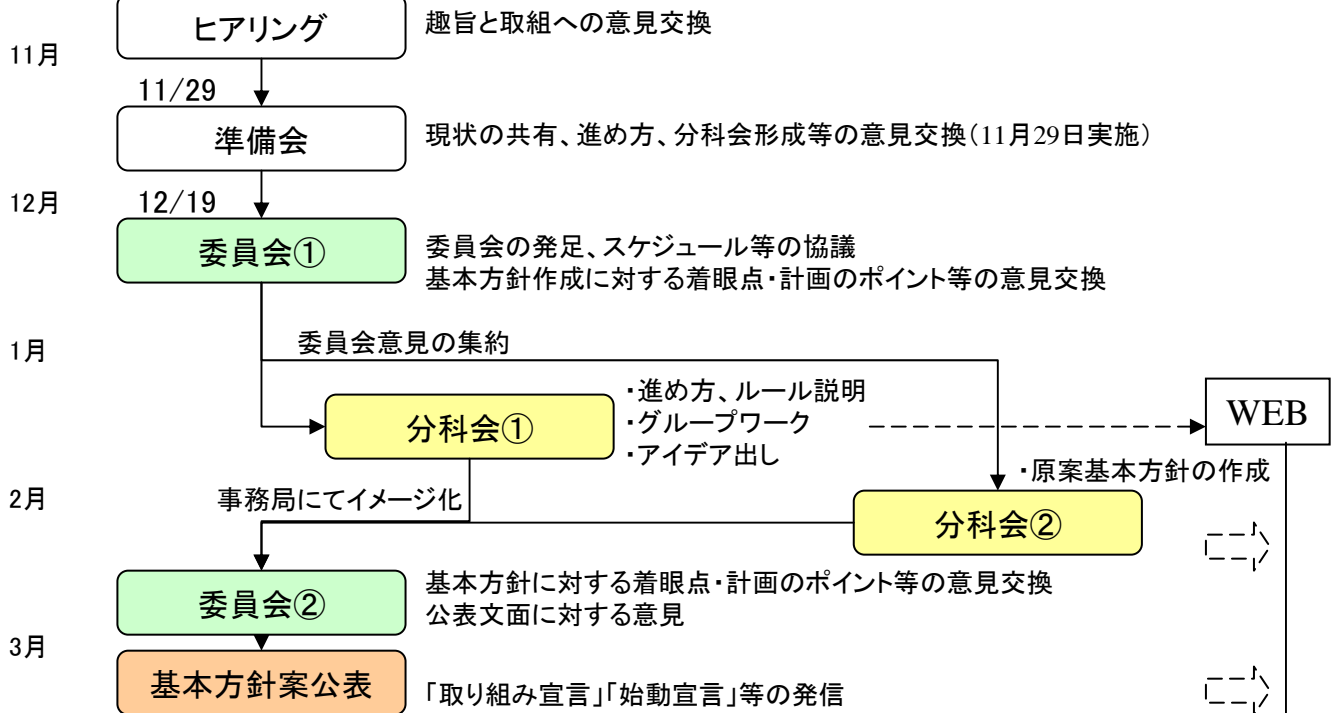 ヒアリング
趣旨と取組への意見交換
11月
11/29
準備会
現状の共有、進め方、分科会形成等の意見交換(11月29日実施)
12月
12/19
委員会①
委員会の発足、スケジュール等の協議
基本方針作成に対する着眼点・計画のポイント等の意見交換
1月
委員会意見の集約
分科会①
・進め方、ルール説明
・グループワーク
・アイデア出し
WEB
・原案基本方針の作成
2月
事務局にてイメージ化
分科会②
委員会②
基本方針に対する着眼点・計画のポイント等の意見交換
公表文面に対する意見
3月
基本方針案公表
「取り組み宣言」「始動宣言」等の発信